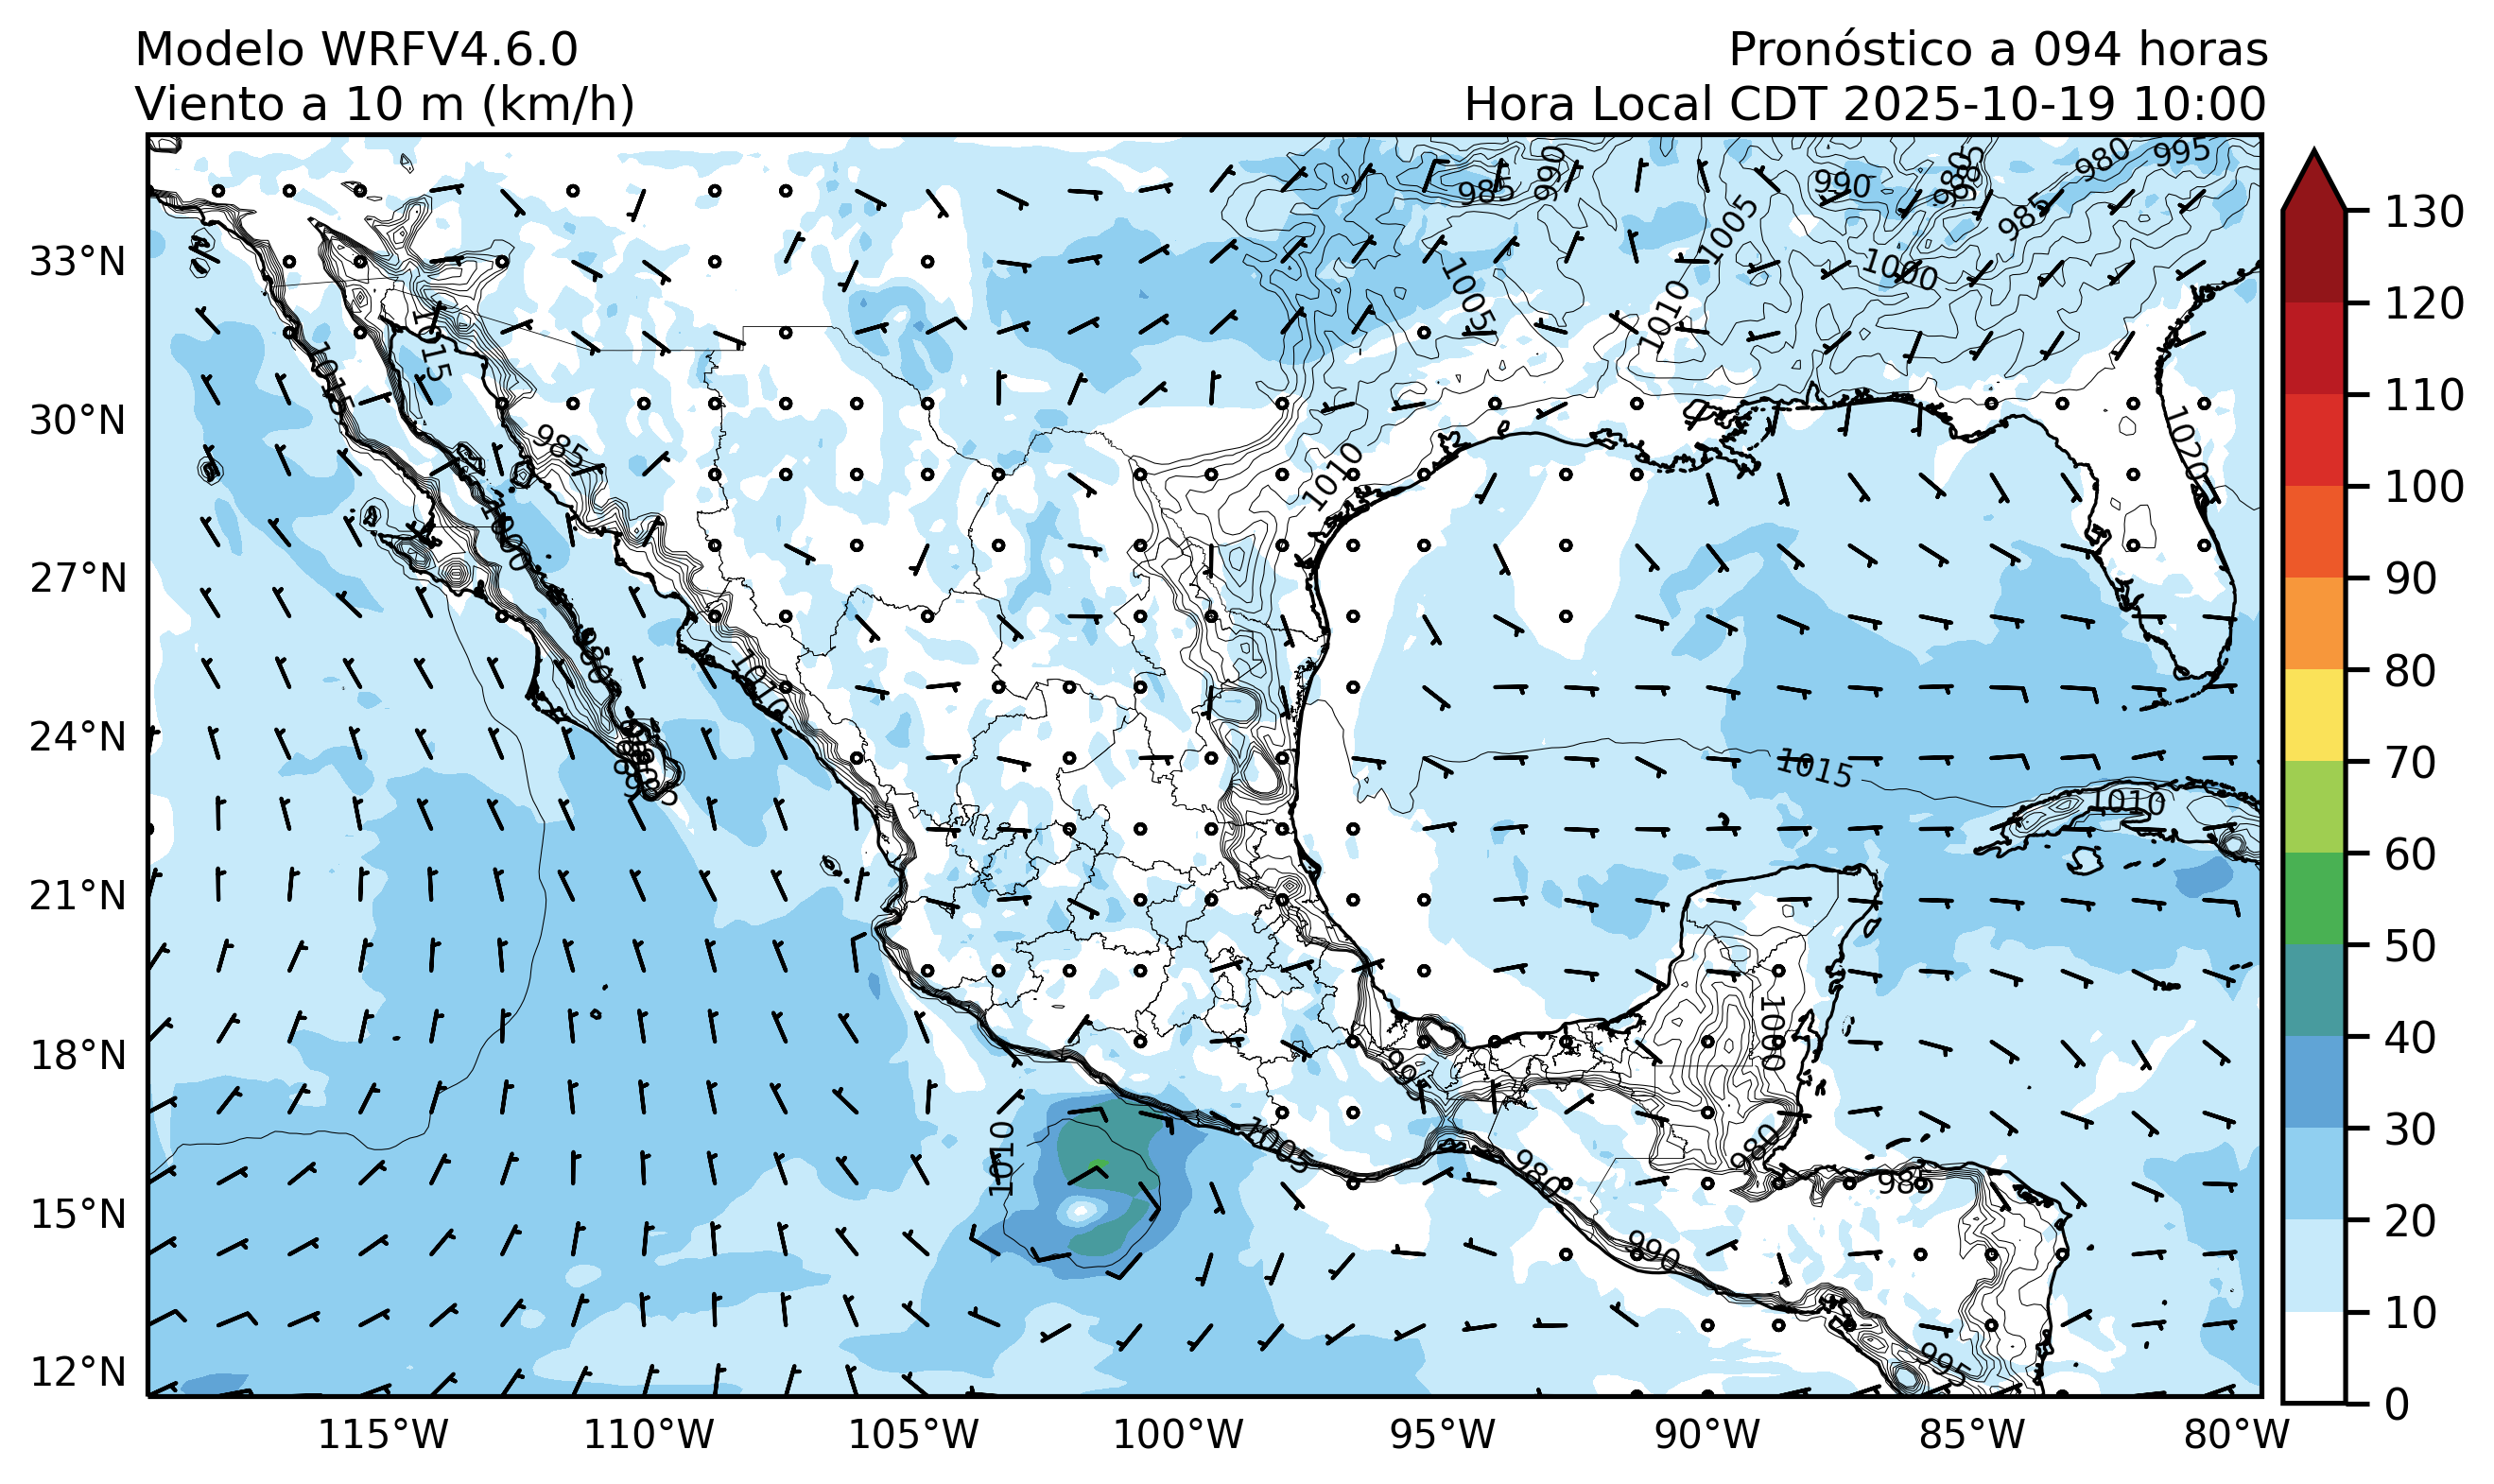 Modelo WRFV4.6.0
Viento a 10 m (km/h)
Pronóstico a 094 horas
Hora Local CDT 2025-10-19 10:00
33°N
30°N
27°N
24°N
21°N
18°N
15°N
12°N
115°W
110°W
105°W
100°W
95°W
90°W
85°W
80°W
130
120
110
100
90
80
70
60
50
40
30
20
10
0
985
990
990
985
980
995
985
1005
1000
1005
1010
1015
985
1010
1020
1000
1010
1015
1010
1000
995
1010
1005
980
980
985
990
995